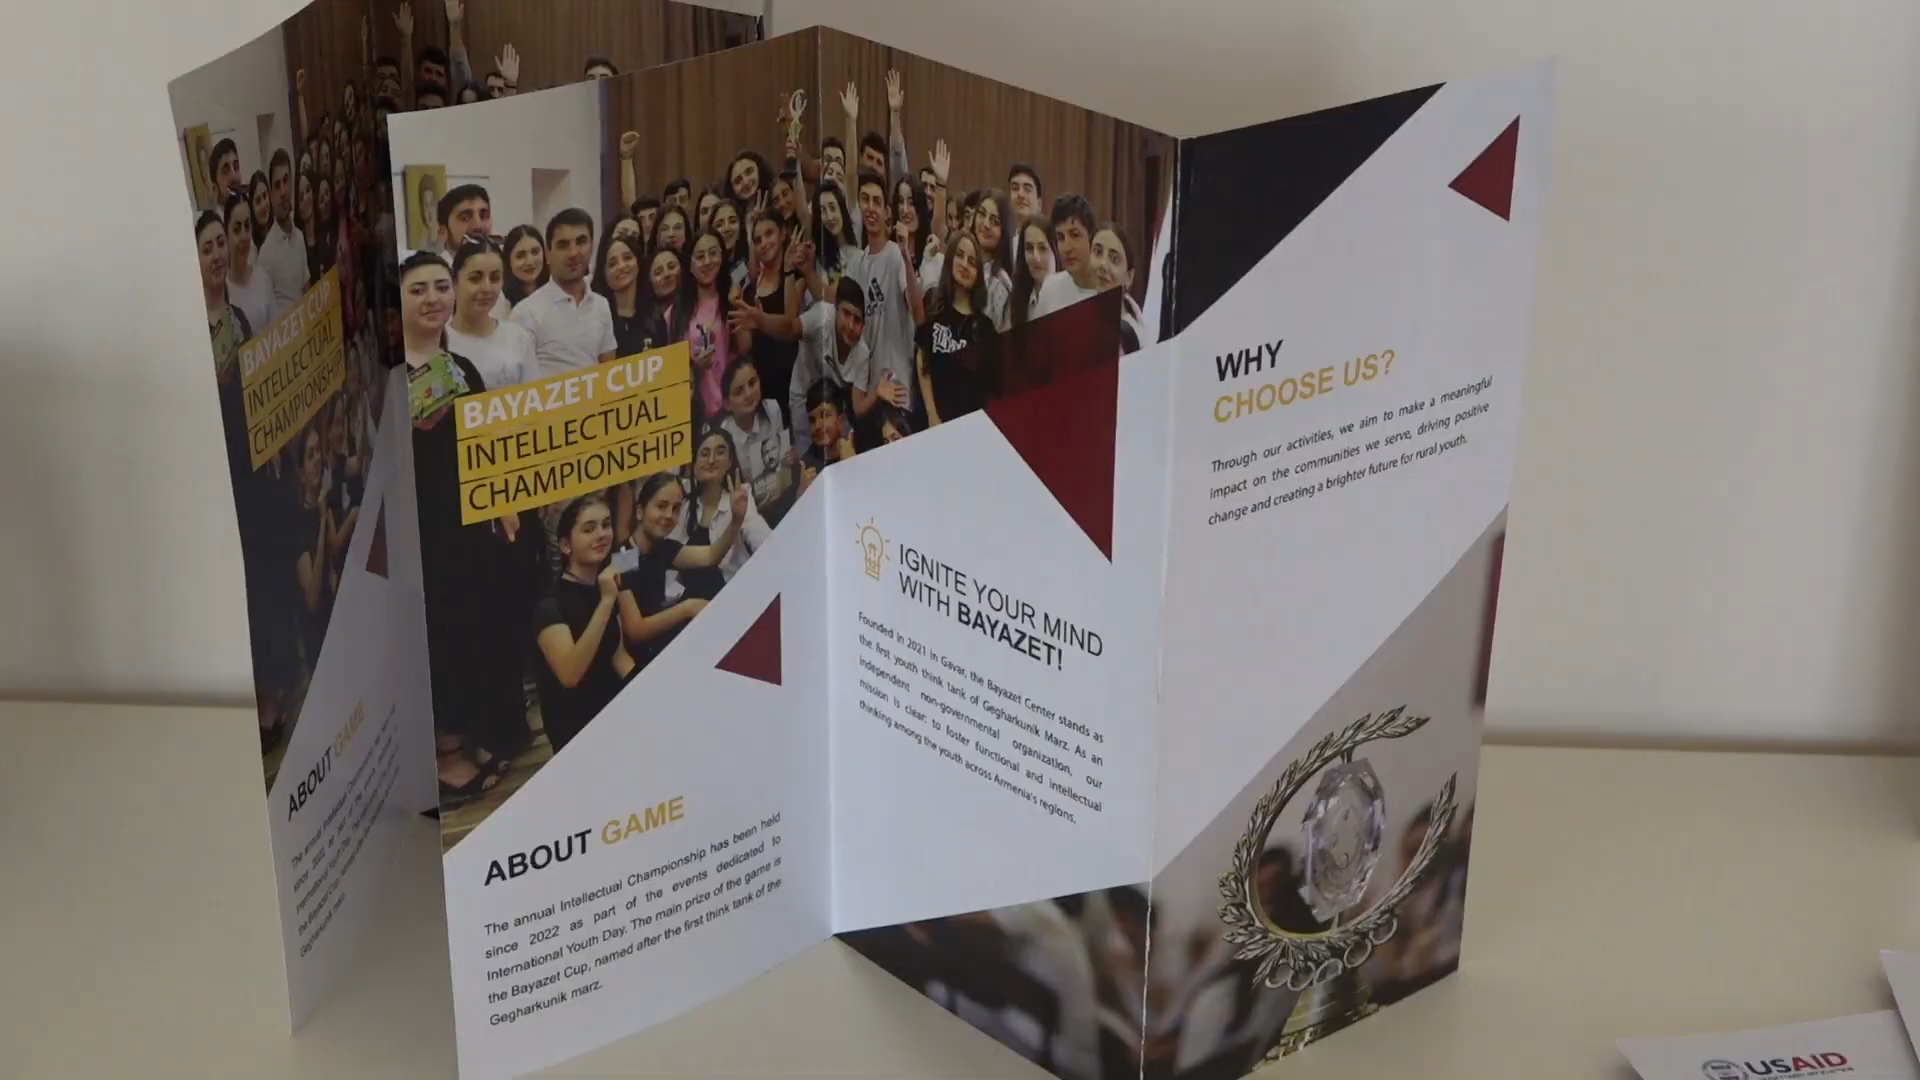 BAYAZET CUP
INTELLECTUAL
CHAMPIONSHIP
ABOUT GAME
BAYAZET CUP
INTELLECTUAL
CHAMPIONSHIP
ABOUT GAME
The annual Intellectual Championship has been held
since 2022 as part of the events dedicated to
International Youth Day. The main prize of the game is
the Bayazet Cup, named after the first think tank of the
Gegharkunik marz.
IGNITE YOUR MIND
WITH BAYAZET!
Founded in 2021 in Gavar, the Bayazet Center stands as
the first youth think tank of Gegharkunik Marz. As an
independent non-governmental organization, our
mission is clear: to foster functional and intellectual
thinking among the youth across Armenia's regions.
WHY
CHOOSE US?
Through our activities, we aim to make a meaningful
impact on the communities we serve, driving positive
change and creating a brighter future for rural youth.
USAID